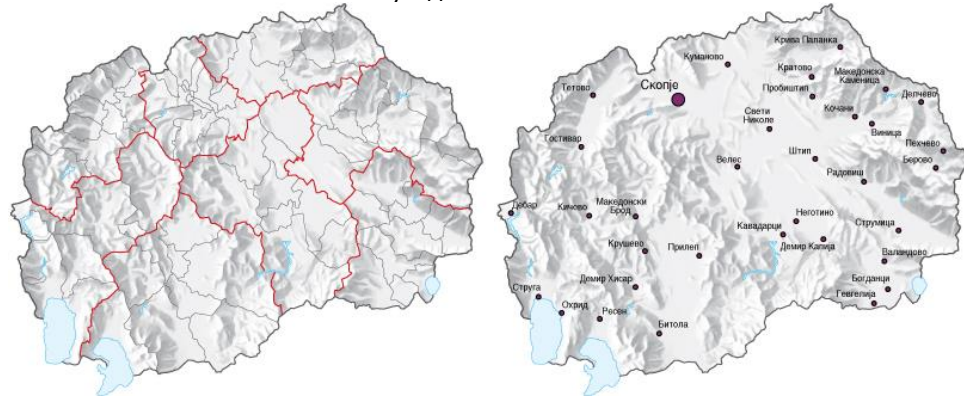 Крива Паланка
Куманово
Кратово
Македонска
Каменица
Скопје
Тетово
Пробиштип
Делчево
Кочани
Свети
Николе
Виница
Гостивар
Пехчево
Штип
Берово
Велес
Радовиш
Дебар
Кичово
Македонски
Брод
Неготино
Кавадарци
Струмица
Крушево
Прилеп
Демир Капија
Валандово
Демир Хисар
Богданци
Струга
Гевгелија
Охрид
Ресен
Битола